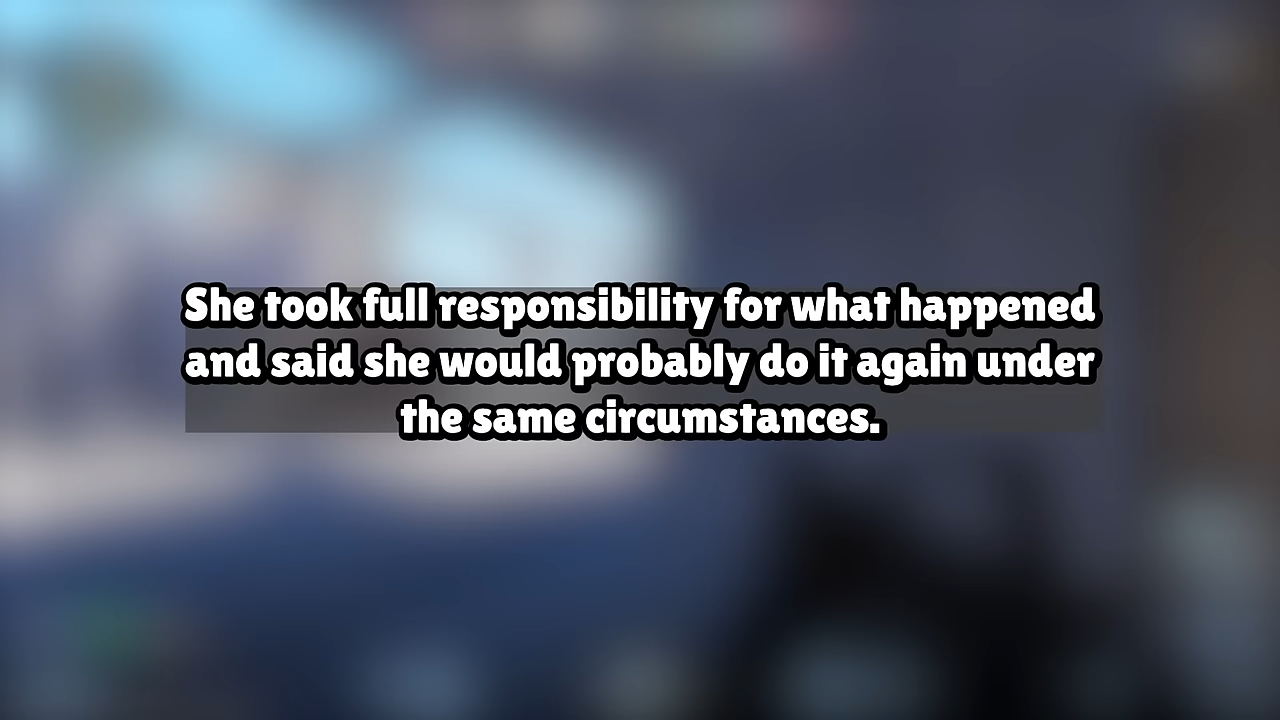 She took full responsibility for what happened
and said she would probably do it again under
the same circumstances.